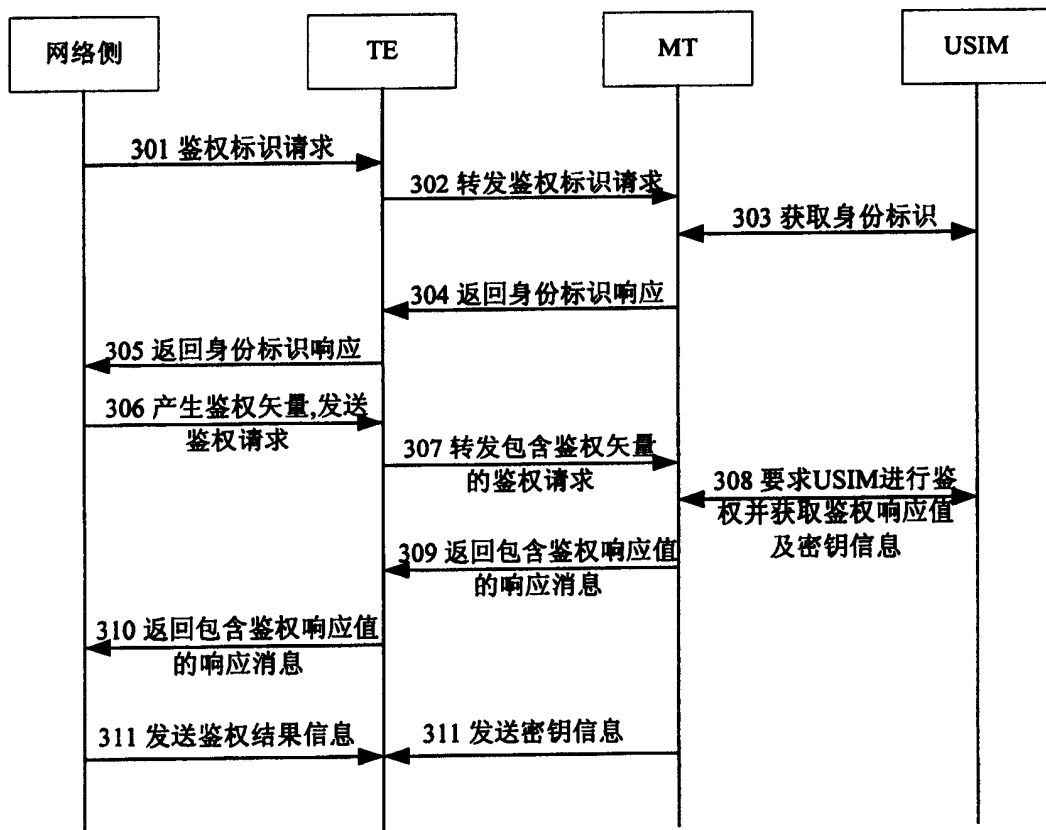 网络侧
TE
MT
USIM
301 鉴权标识请求
302 转发鉴权标识请求
303 获取身份标识
304 返回身份标识响应
305 返回身份标识响应
306 产生鉴权矢量,发送
鉴权请求
307 转发包含鉴权矢量
的鉴权请求
308 要求USIM进行鉴
权并获取鉴权响应值
及密钥信息
309 返回包含鉴权响应值
的响应消息
310 返回包含鉴权响应值
的响应消息
311 发送鉴权结果信息
311 发送密钥信息